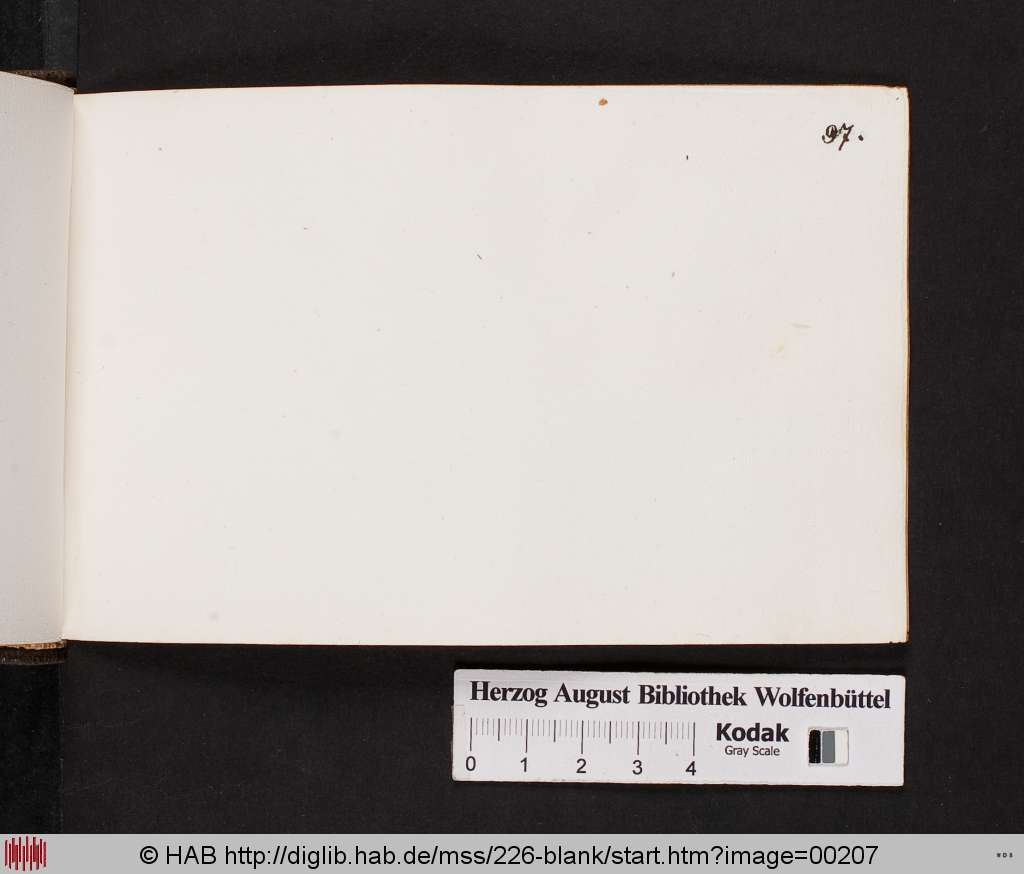 97.
Herzog August Bibliothek Wolfenbüttel
0 1 2 3 4
Kodak
Gray Scale
© HAB http://diglib.hab.de/mss/226-blank/start.htm?image=00207
W D B